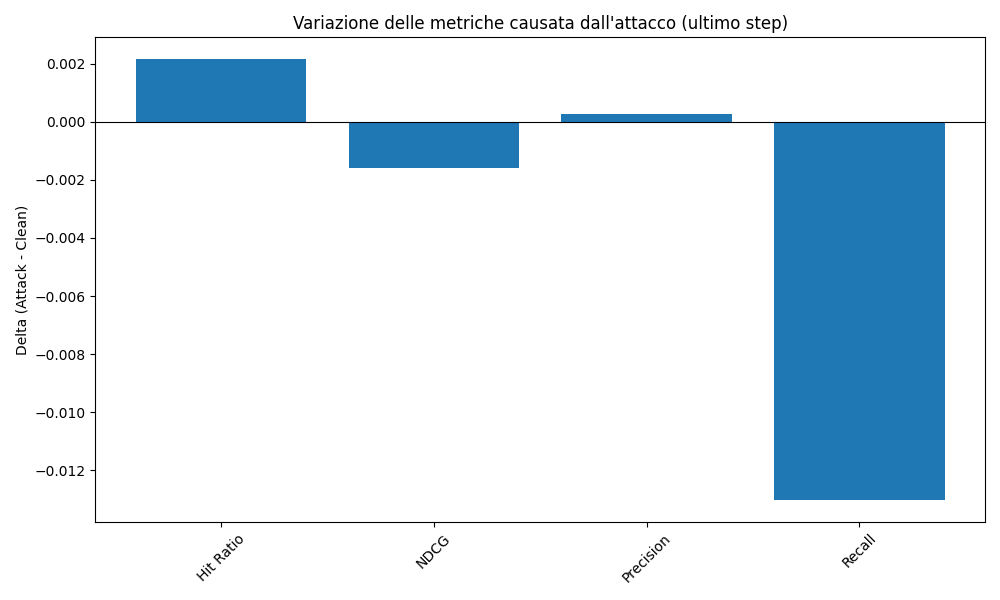 Variazione delle metriche causata dall'attacco (ultimo step)
Delta (Attack - Clean)
0.002
0.000
−0.002
−0.004
−0.006
−0.008
−0.010
−0.012
Hit Ratio
NDCG
Precision
Recall